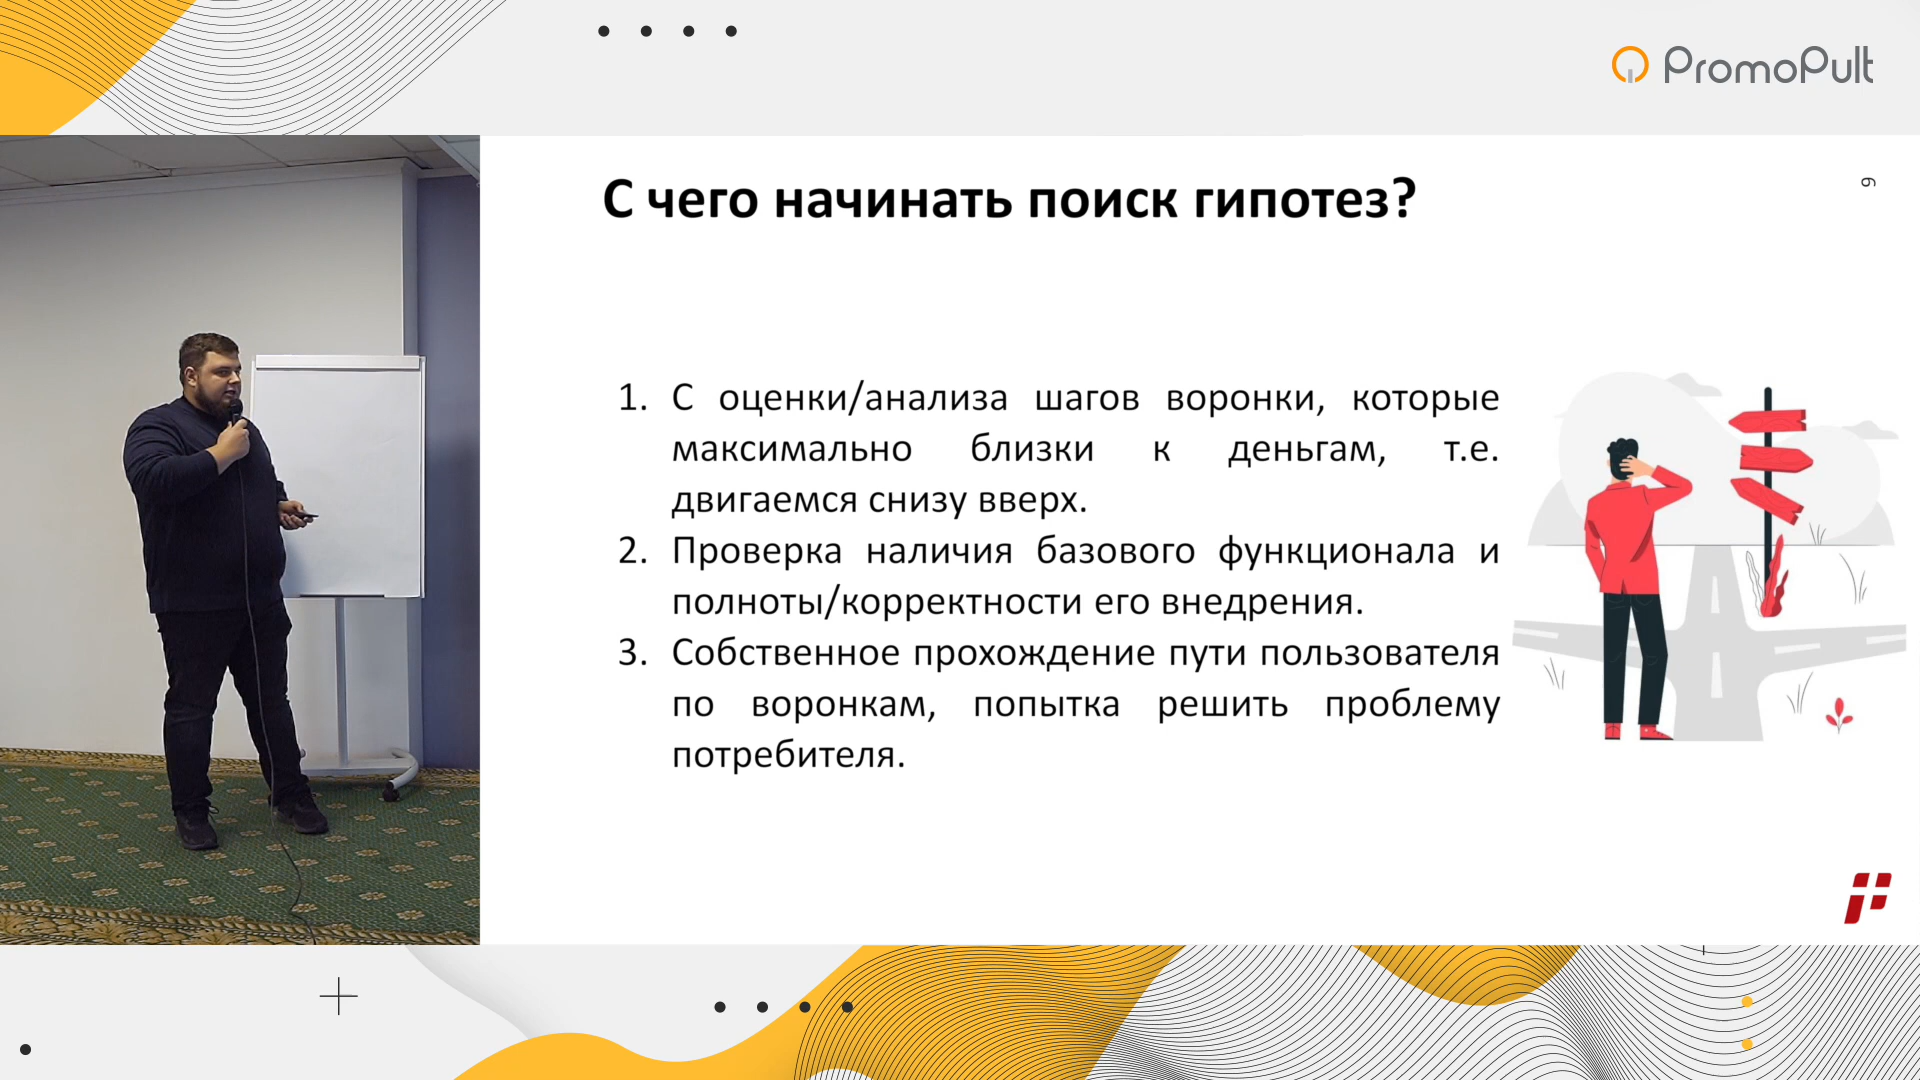 PromoPult
С чего начинать поиск гипотез?
9
1. С оценки/анализа шагов воронки, которые
максимально близки к деньгам, т.е.
двигаемся снизу вверх.
2. Проверка наличия базового функционала и
полноты/корректности его внедрения.
3. Собственное прохождение пути пользователя
по воронкам, попытка решить проблему
потребителя.